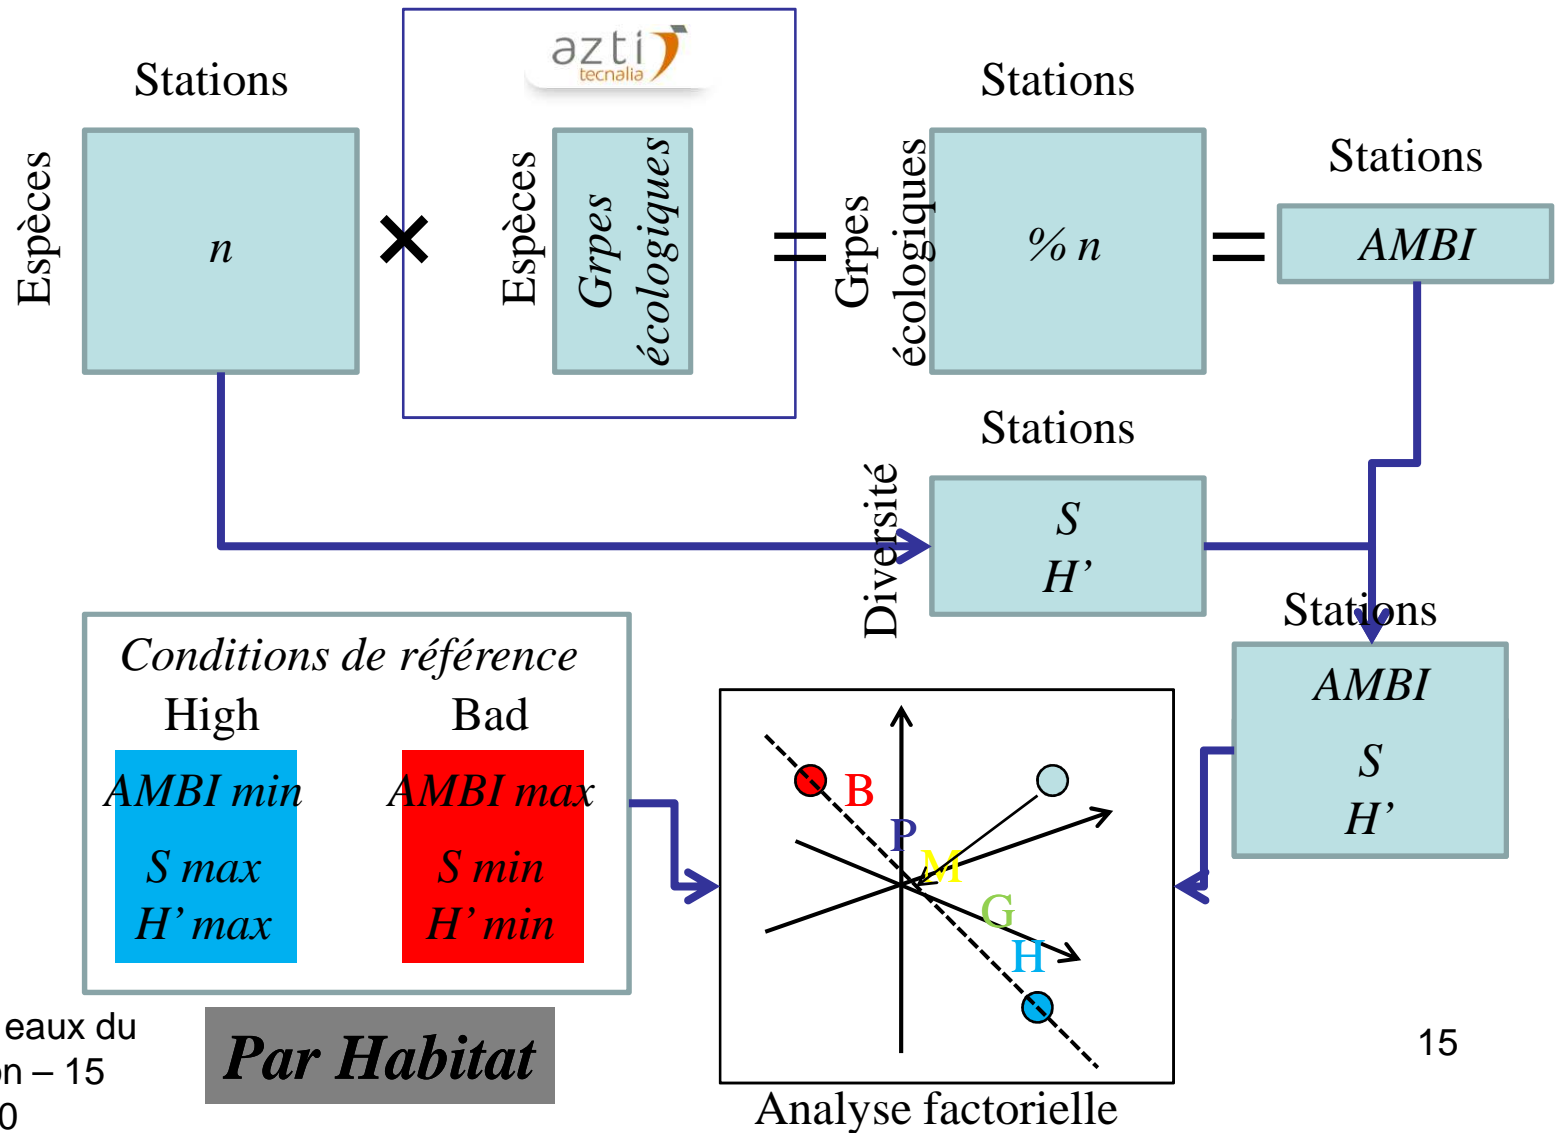 azti
tecnalia
Stations
Stations
Stations
Espèces
n
×
Espèces
Grpes
écologiques
=
Grpes
écologiques
% n
=
AMBI
Stations
Diversité
S
H’
Stations
AMBI
S
H’
Conditions de référence
High
Bad
AMBI min
S max
H’ max
AMBI max
S min
H’ min
B
P
M
G
H
Analyse factorielle
Par Habitat
eaux du
on – 15
0
15